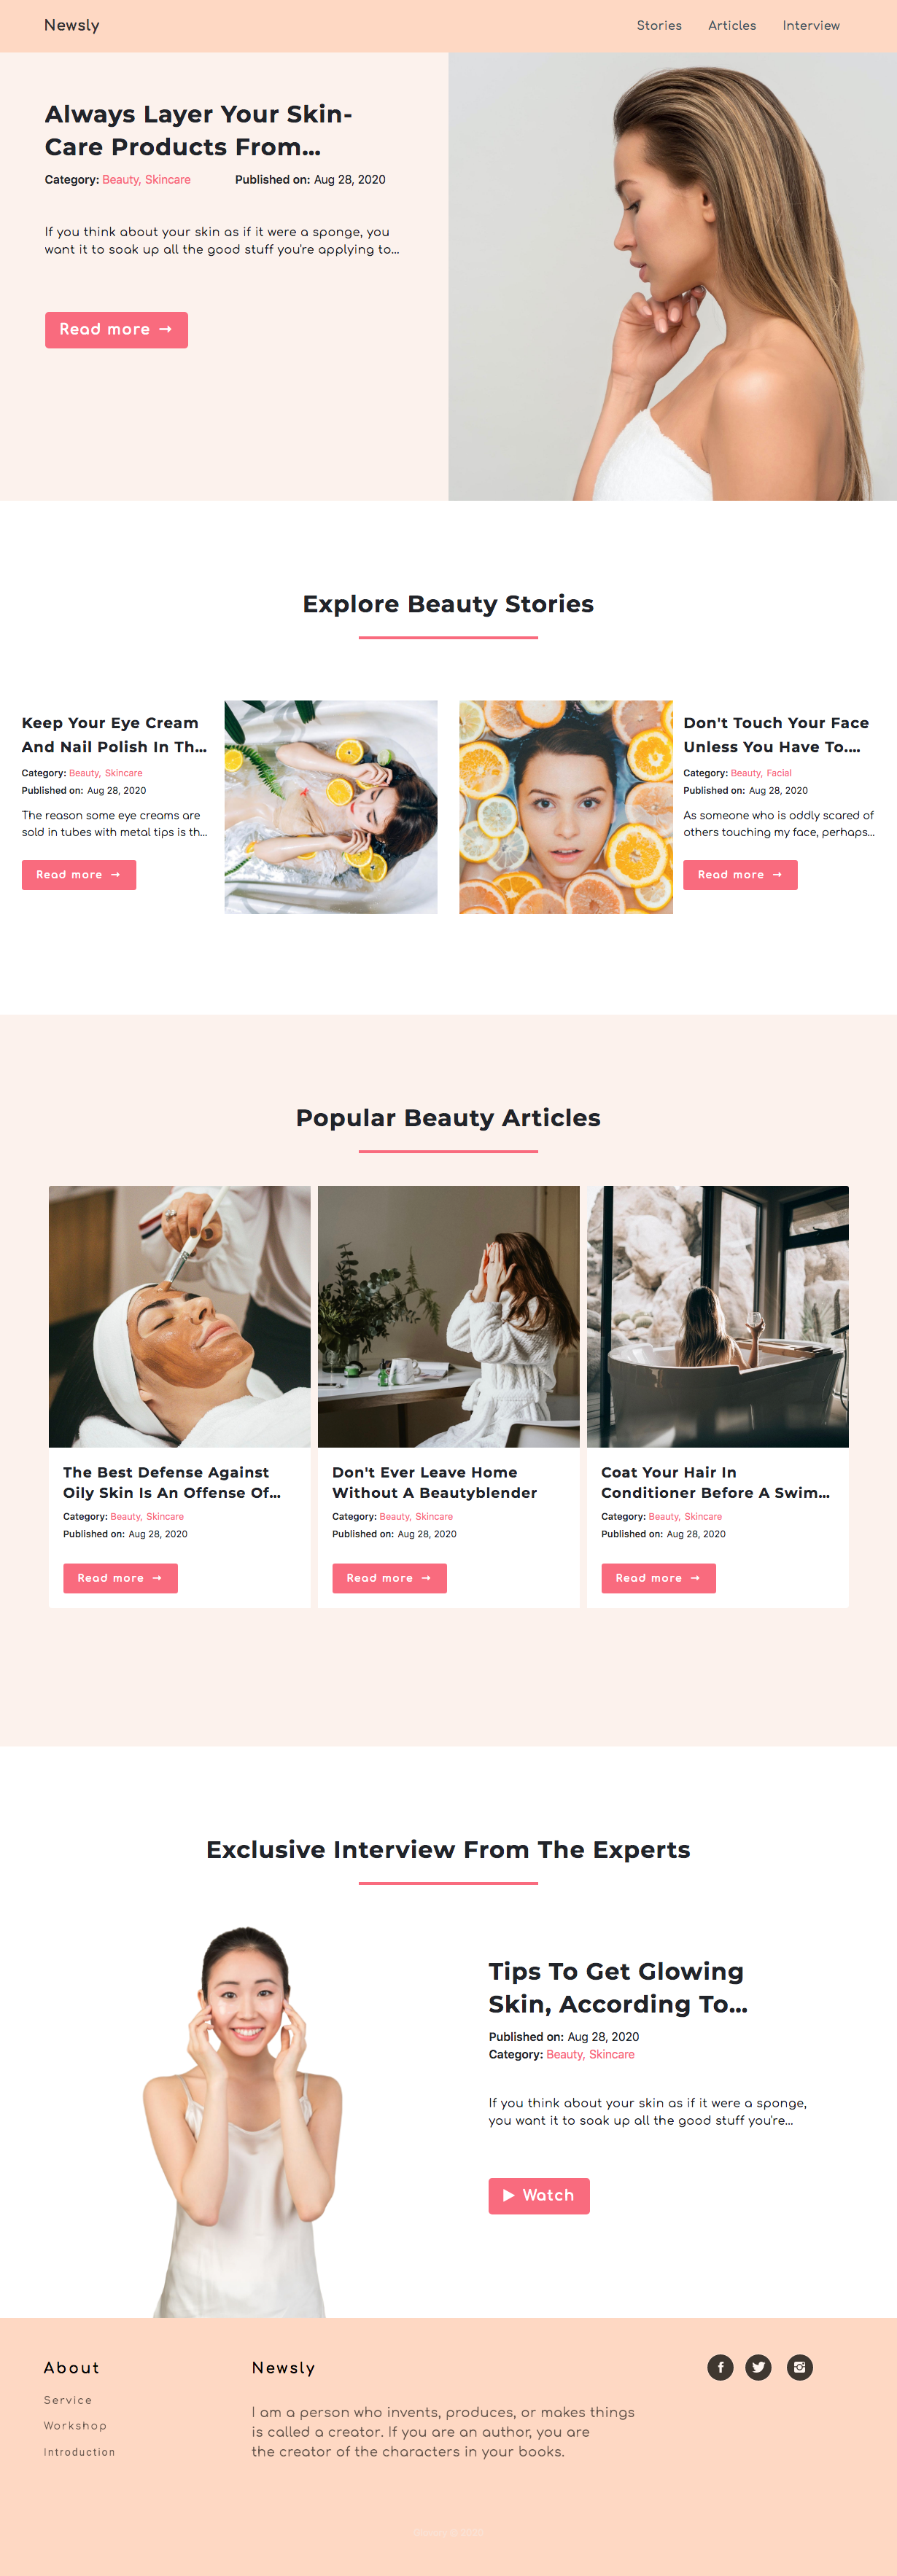 Newsly
Stories Articles Interview
Always Layer Your Skin-
Care Products From...
Category: Beauty, Skincare Published on: Aug 28, 2020
If you think about your skin as if it were a sponge, you
want it to soak up all the good stuff you're applying to...
Read more →
Explore Beauty Stories
Keep Your Eye Cream
And Nail Polish In Th...
Category: Beauty, Skincare
Published on: Aug 28, 2020
The reason some eye creams are
sold in tubes with metal tips is th...
Read more →
Don't Touch Your Face
Unless You Have To....
Category: Beauty, Facial
Published on: Aug 28, 2020
As someone who is oddly scared of
others touching my face, perhaps...
Read more →
Popular Beauty Articles
The Best Defense Against
Oily Skin Is An Offense Of...
Category: Beauty, Skincare
Published on: Aug 28, 2020
Read more →
Don't Ever Leave Home
Without A Beautyblender
Category: Beauty, Skincare
Published on: Aug 28, 2020
Read more →
Coat Your Hair In
Conditioner Before A Swim...
Category: Beauty, Skincare
Published on: Aug 28, 2020
Read more →
Exclusive Interview From The Experts
Tips To Get Glowing
Skin, According To...
Published on: Aug 28, 2020
Category: Beauty, Skincare
If you think about your skin as if it were a sponge,
you want it to soak up all the good stuff you're...
▶ Watch
About
Service
Workshop
Introduction
Newsly
I am a person who invents, produces, or makes things
is called a creator. If you are an author, you are
the creator of the characters in your books.